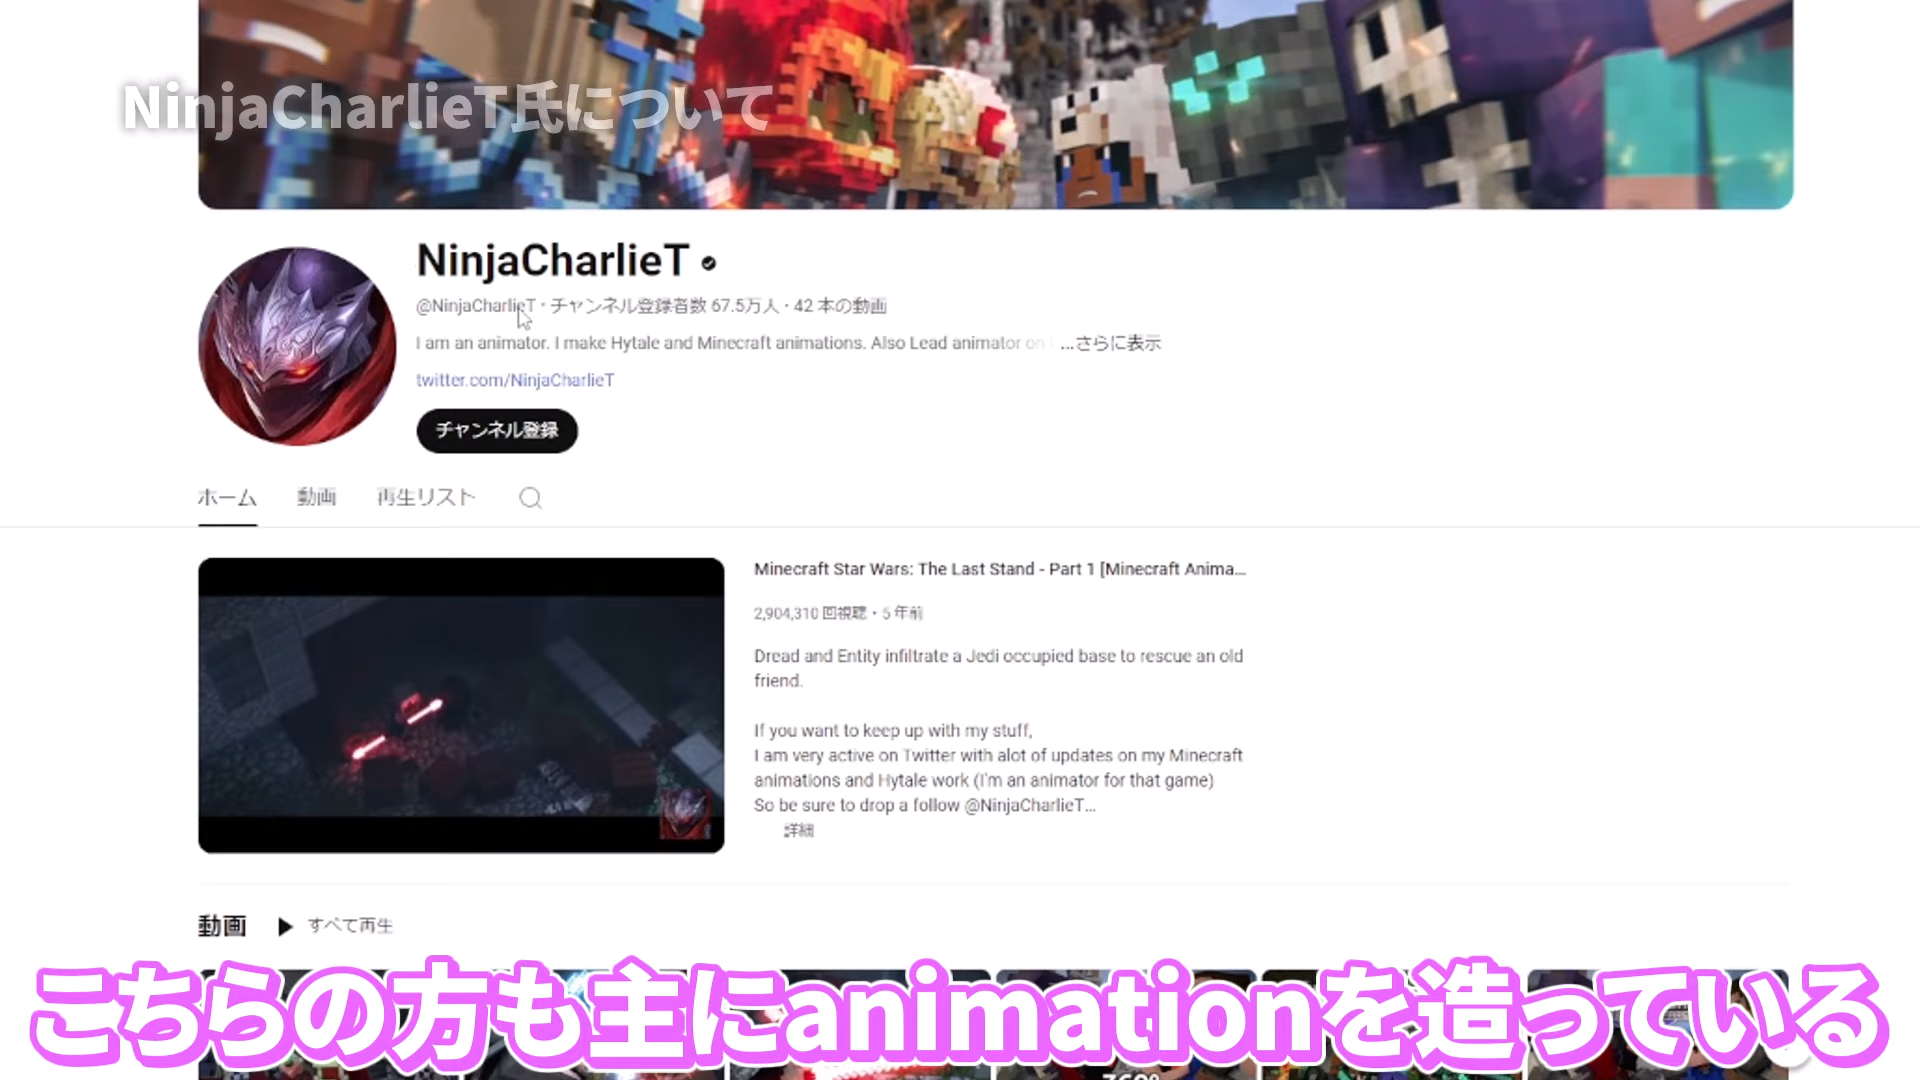 NinjaCharlieT氏について
NinjaCharlieT
@NinjaCharlieT・チャンネル登録者数 67.5万人・42 本の動画
I am an animator. I make Hytale and Minecraft animations. Also Lead animator on ...さらに表示
twitter.com/NinjaCharlieT
チャンネル登録
ホーム 動画 再生リスト
Minecraft Star Wars: The Last Stand - Part 1 [Minecraft Anima...
2,904,310 回視聴・5 年前
Dread and Entity infiltrate a Jedi occupied base to rescue an old
friend.
If you want to keep up with my stuff,
I am very active on Twitter with alot of updates on my Minecraft
animations and Hytale work (I'm an animator for that game)
So be sure to drop a follow @NinjaCharlieT...
詳細
動画 すべて再生
こちらの方も主にanimationを造っている